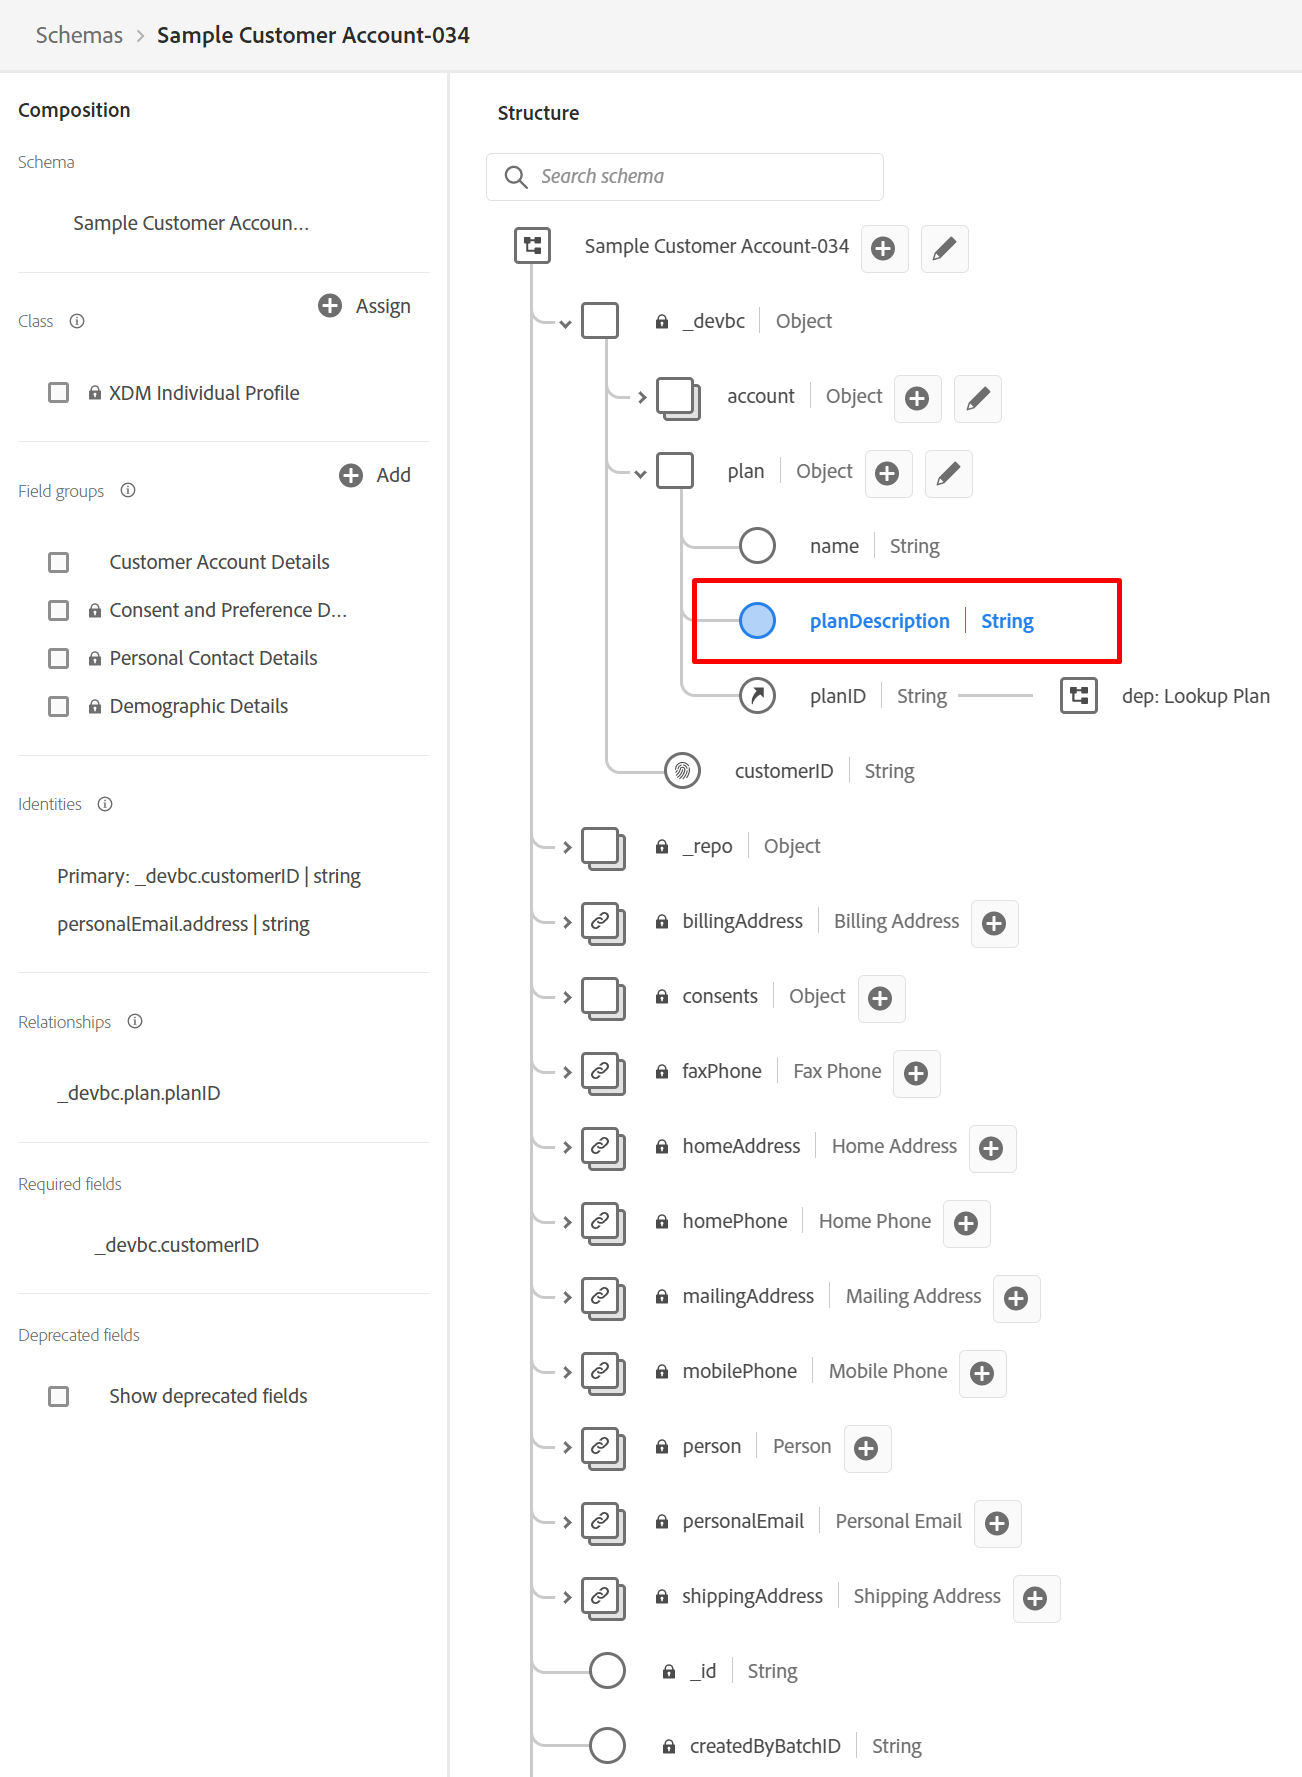 Schemas > Sample Customer Account-034
Composition
Schema
Sample Customer Accoun…
Class
Assign
XDM Individual Profile
Field groups
Add
Customer Account Details
Consent and Preference D…
Personal Contact Details
Demographic Details
Identities
Primary: _devbc.customerID | string
personalEmail.address | string
Relationships
_devbc.plan.planID
Required fields
_devbc.customerID
Deprecated fields
Show deprecated fields
Structure
Search schema
Sample Customer Account-034
_devbc | Object
account | Object
plan | Object
name | String
planDescription | String
planID | String dep: Lookup Plan
customerID | String
_repo | Object
billingAddress | Billing Address
consents | Object
faxPhone | Fax Phone
homeAddress | Home Address
homePhone | Home Phone
mailingAddress | Mailing Address
mobilePhone | Mobile Phone
person | Person
personalEmail | Personal Email
shippingAddress | Shipping Address
_id | String
createdByBatchID | String